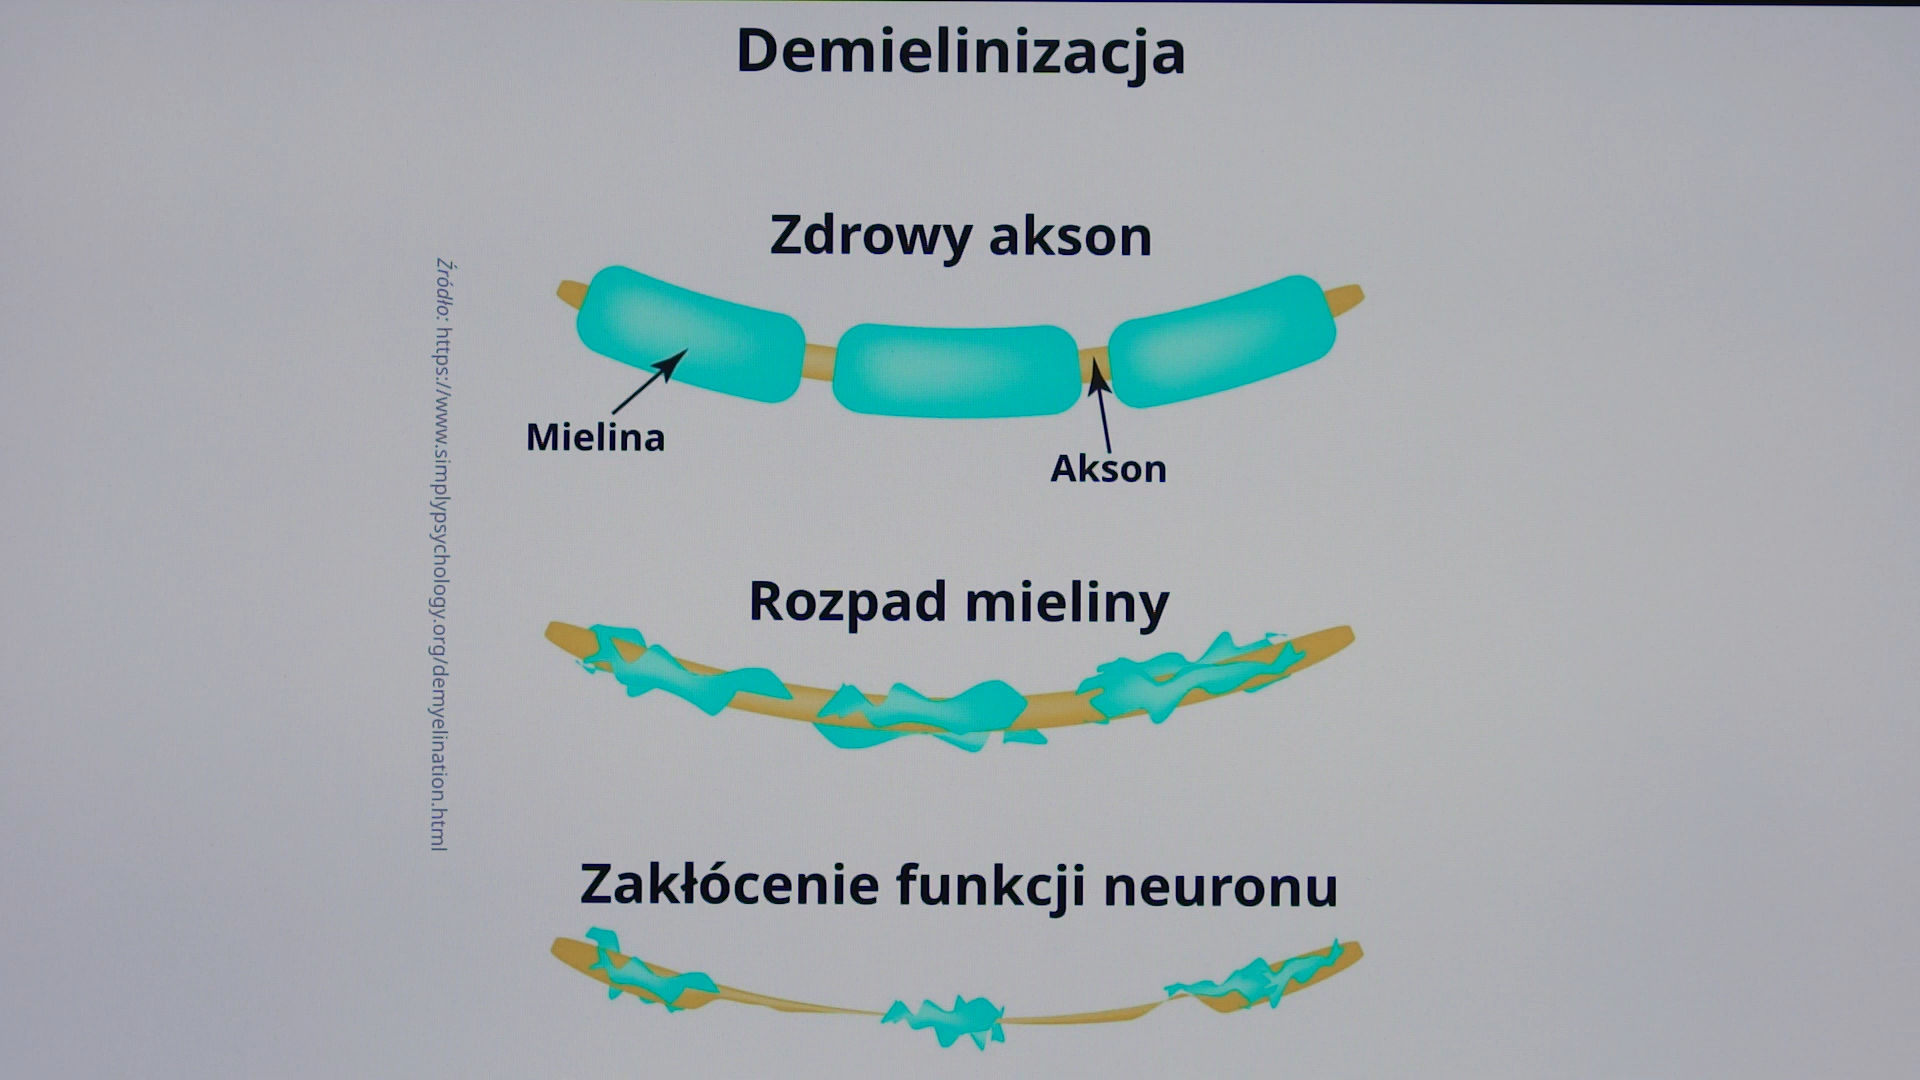 Demielinizacja
Zdrowy akson
Mielina
Akson
Rozpad mieliny
Zakłócenie funkcji neuronu
Źródło: https://www.simplypsychology.org/demyelination.html